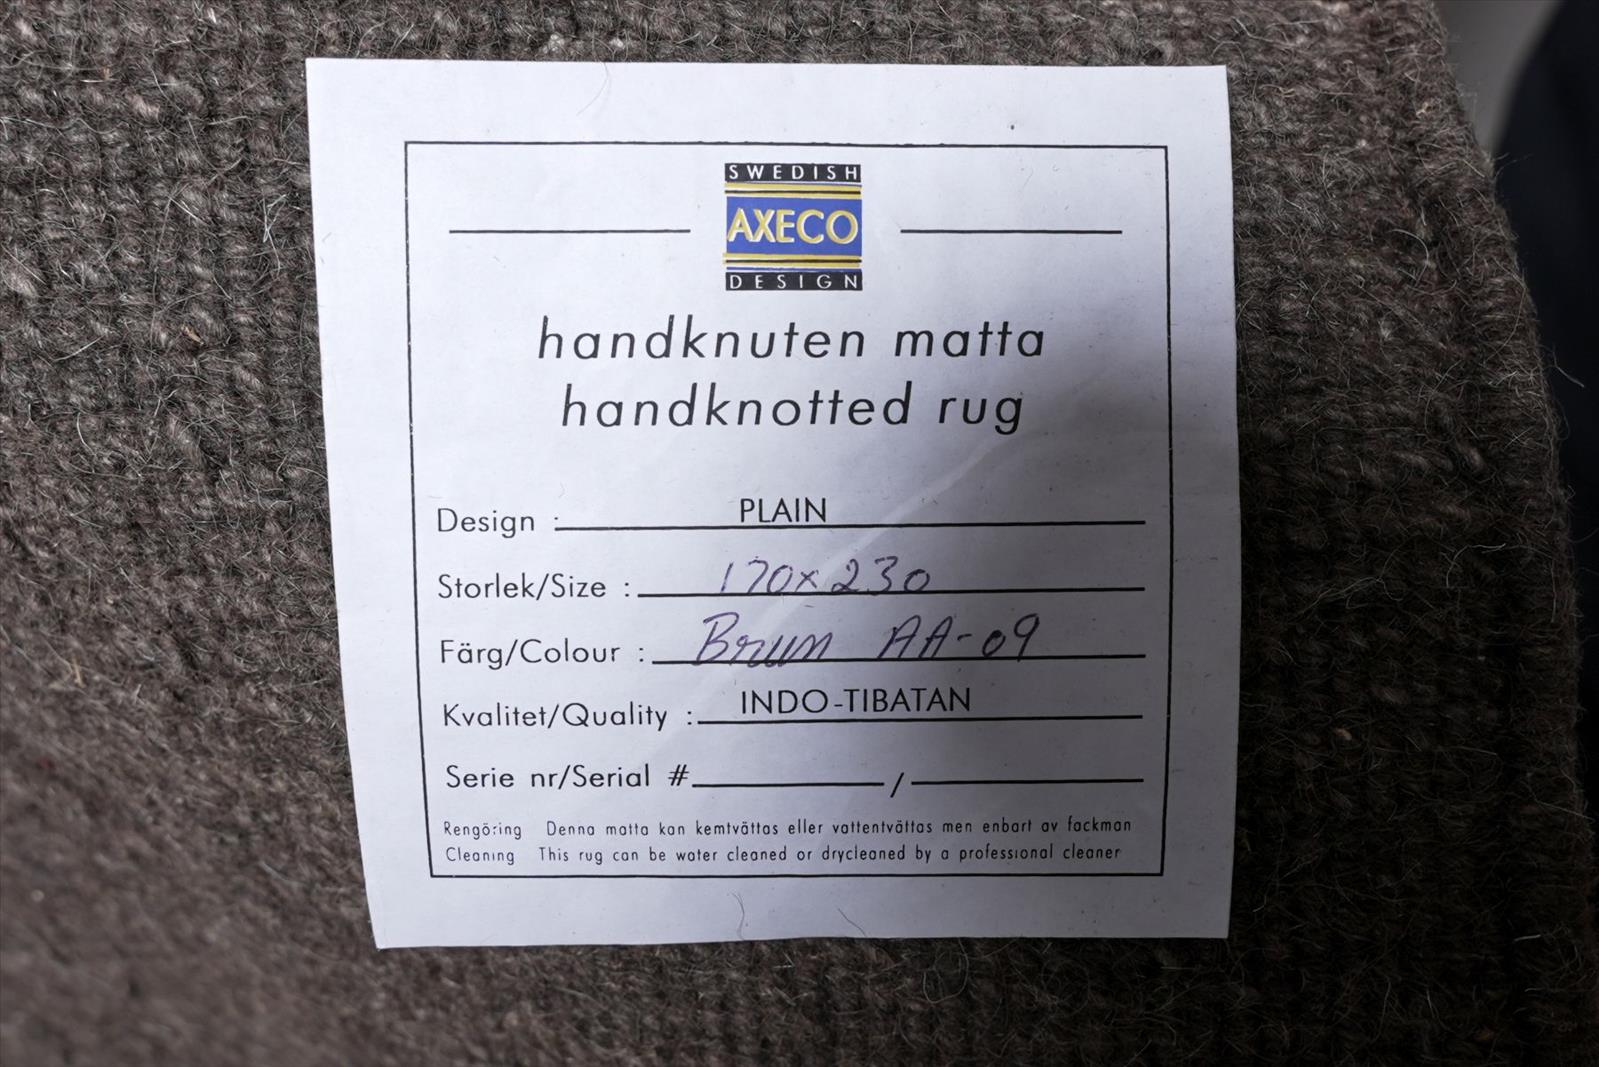 SWEDISH
AXECO
DESIGN
handknuten matta
handknotted rug
Design : PLAIN
Storlek/Size : 170x230
Färg/Colour : Brun AA-09
Kvalitet/Quality : INDO-TIBATAN
Serie nr/Serial # /
Rengöring Denna matta kan kemtvättas eller vattentvättas men enbart av fackman
Cleaning This rug can be water cleaned or drycleaned by a professional cleaner